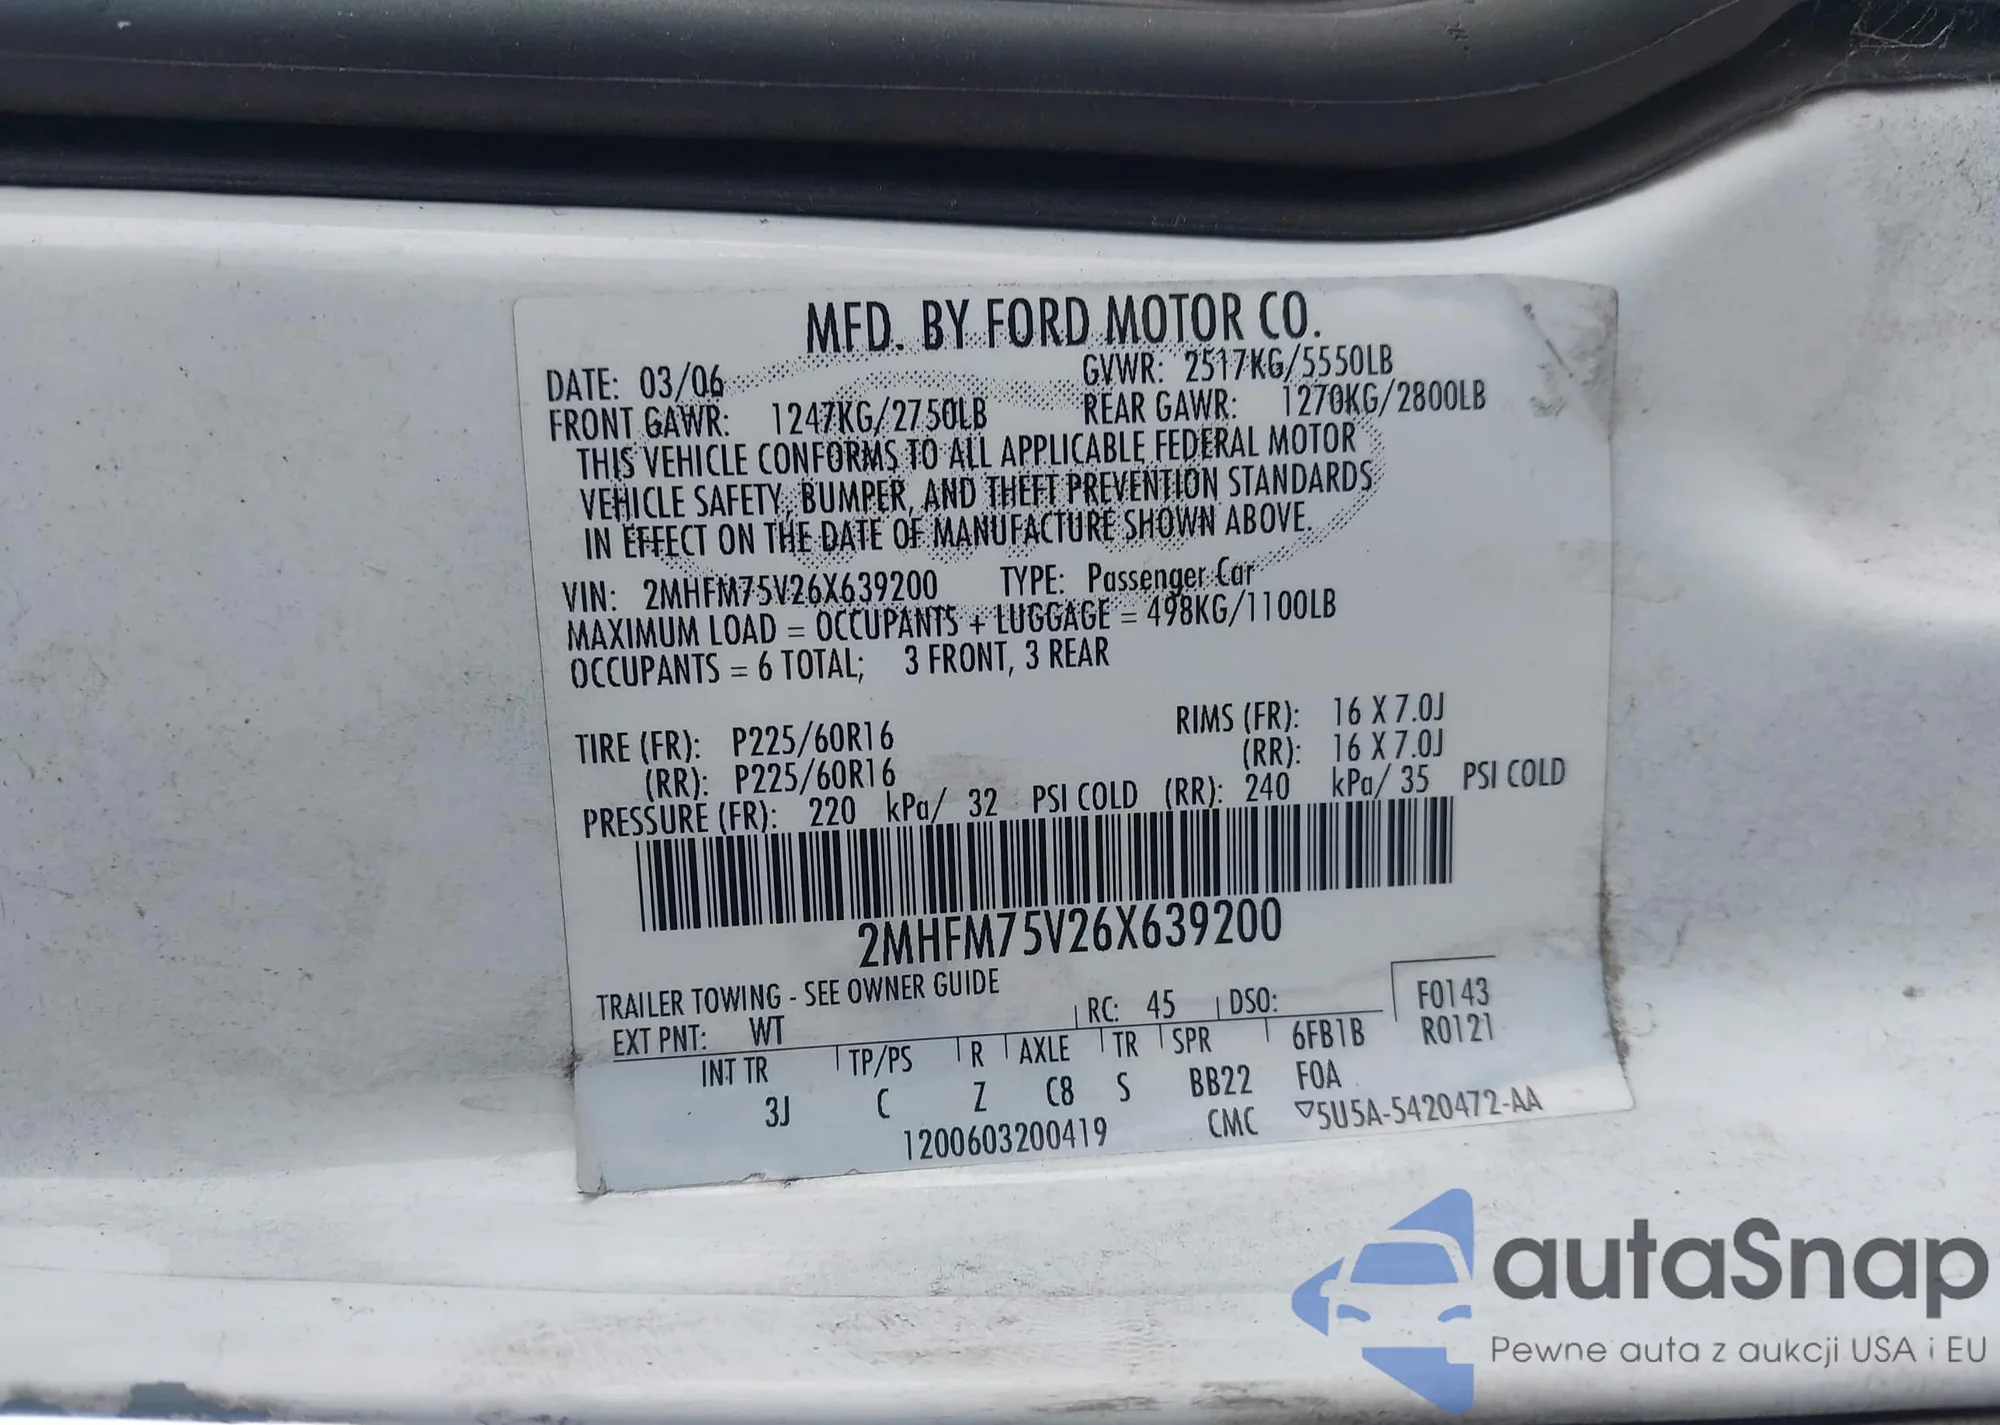 MFD. BY FORD MOTOR CO.
DATE: 03/06 GVWR: 2517KG/5550LB
FRONT GAWR: 1247KG/2750LB REAR GAWR: 1270KG/2800LB
THIS VEHICLE CONFORMS TO ALL APPLICABLE FEDERAL MOTOR
VEHICLE SAFETY, BUMPER, AND THEFT PREVENTION STANDARDS
IN EFFECT ON THE DATE OF MANUFACTURE SHOWN ABOVE.
VIN: 2MHFM75V26X639200 TYPE: Passenger Car
MAXIMUM LOAD = OCCUPANTS + LUGGAGE = 498KG/1100LB
OCCUPANTS = 6 TOTAL; 3 FRONT, 3 REAR
TIRE (FR): P225/60R16 RIMS (FR): 16 X 7.0J
(RR): P225/60R16 (RR): 16 X 7.0J
PRESSURE (FR): 220 kPa/ 32 PSI COLD (RR): 240 kPa/ 35 PSI COLD
2MHFM75V26X639200
TRAILER TOWING - SEE OWNER GUIDE
EXT PNT: WT RC: 45 DSO: F0143
INT TR TP/PS R AXLE TR SPR 6FB1B R0121
3J C Z C8 S BB22 F0A
1200603200419 CMC ▽5U5A-5420472-AA
autaSnap
Pewne auta z aukcji USA i EU